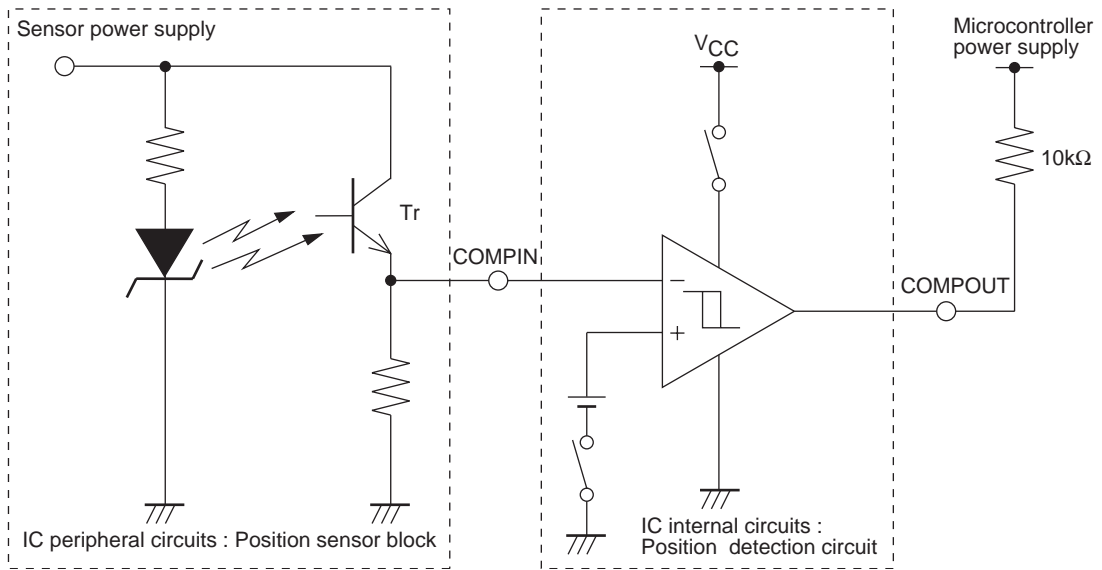 Sensor power supply
Tr
COMPIN
IC peripheral circuits : Position sensor block
VCC
−
+
IC internal circuits :
Position detection circuit
Microcontroller
power supply
10kΩ
COMPOUT